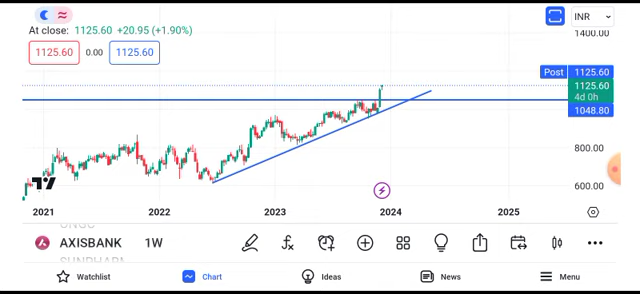 INR
At close: 1125.60 +20.95 (+1.90%)
1125.60 0.00 1125.60
1400.00
Post 1125.60
1125.60
4d 0h
1048.80
800.00
600.00
2021 2022 2023 2024 2025
ONGC
AXISBANK 1W
SUNPHARMA
Watchlist Chart Ideas News Menu